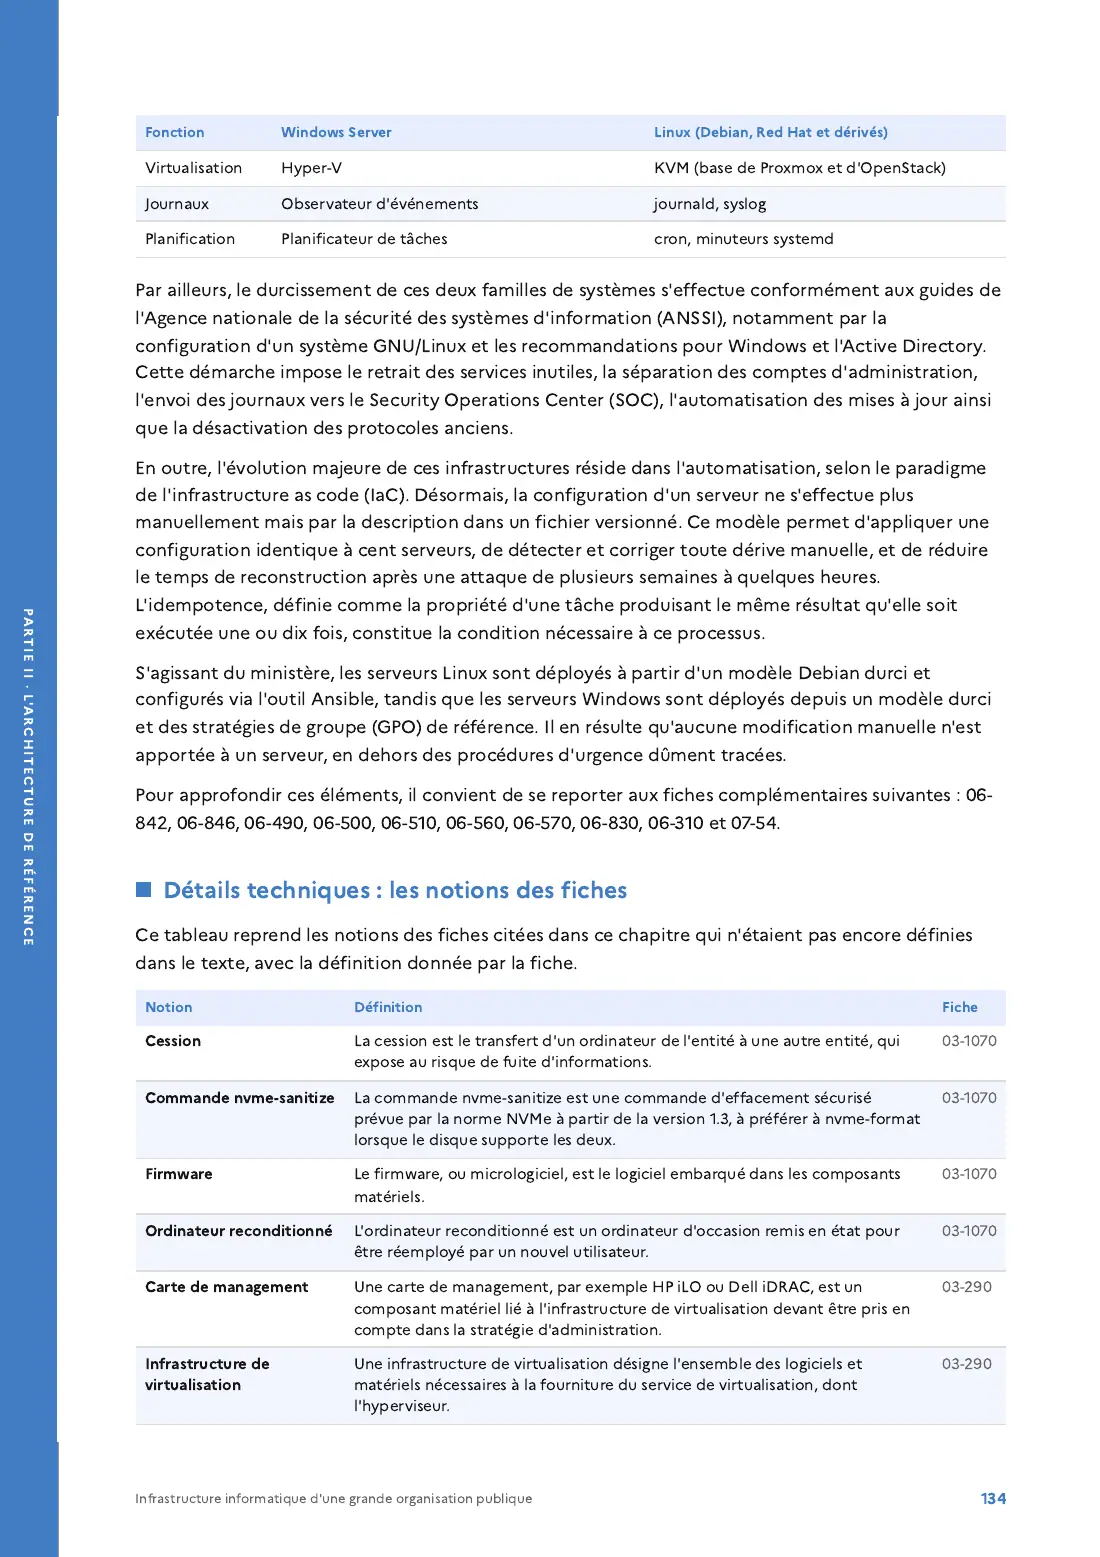 Fonction Windows Server Linux (Debian, Red Hat et dérivés)
Virtualisation Hyper-V KVM (base de Proxmox et d'OpenStack)
Journaux Observateur d'événements journald, syslog
Planification Planificateur de tâches cron, minuteurs systemd
Par ailleurs, le durcissement de ces deux familles de systèmes s'effectue conformément aux guides de
l'Agence nationale de la sécurité des systèmes d'information (ANSSI), notamment par la
configuration d'un système GNU/Linux et les recommandations pour Windows et l'Active Directory.
Cette démarche impose le retrait des services inutiles, la séparation des comptes d'administration,
l'envoi des journaux vers le Security Operations Center (SOC), l'automatisation des mises à jour ainsi
que la désactivation des protocoles anciens.
En outre, l'évolution majeure de ces infrastructures réside dans l'automatisation, selon le paradigme
de l'infrastructure as code (IaC). Désormais, la configuration d'un serveur ne s'effectue plus
manuellement mais par la description dans un fichier versionné. Ce modèle permet d'appliquer une
configuration identique à cent serveurs, de détecter et corriger toute dérive manuelle, et de réduire
le temps de reconstruction après une attaque de plusieurs semaines à quelques heures.
L'idempotence, définie comme la propriété d'une tâche produisant le même résultat qu'elle soit
exécutée une ou dix fois, constitue la condition nécessaire à ce processus.
S'agissant du ministère, les serveurs Linux sont déployés à partir d'un modèle Debian durci et
configurés via l'outil Ansible, tandis que les serveurs Windows sont déployés depuis un modèle durci
et des stratégies de groupe (GPO) de référence. Il en résulte qu'aucune modification manuelle n'est
apportée à un serveur, en dehors des procédures d'urgence dûment tracées.
Pour approfondir ces éléments, il convient de se reporter aux fiches complémentaires suivantes : 06-
842, 06-846, 06-490, 06-500, 06-510, 06-560, 06-570, 06-830, 06-310 et 07-54.
Détails techniques : les notions des fiches
Ce tableau reprend les notions des fiches citées dans ce chapitre qui n'étaient pas encore définies
dans le texte, avec la définition donnée par la fiche.
Notion Définition Fiche
Cession La cession est le transfert d'un ordinateur de l'entité à une autre entité, qui 03-1070
expose au risque de fuite d'informations.
Commande nvme-sanitize La commande nvme-sanitize est une commande d'effacement sécurisé 03-1070
prévue par la norme NVMe à partir de la version 1.3, à préférer à nvme-format
lorsque le disque supporte les deux.
Firmware Le firmware, ou micrologiciel, est le logiciel embarqué dans les composants 03-1070
matériels.
Ordinateur reconditionné L'ordinateur reconditionné est un ordinateur d'occasion remis en état pour 03-1070
être réemployé par un nouvel utilisateur.
Carte de management Une carte de management, par exemple HP iLO ou Dell iDRAC, est un 03-290
composant matériel lié à l'infrastructure de virtualisation devant être pris en
compte dans la stratégie d'administration.
Infrastructure de Une infrastructure de virtualisation désigne l'ensemble des logiciels et 03-290
virtualisation matériels nécessaires à la fourniture du service de virtualisation, dont
l'hyperviseur.
Infrastructure informatique d'une grande organisation publique 134
PARTIE II · L'ARCHITECTURE DE RÉFÉRENCE